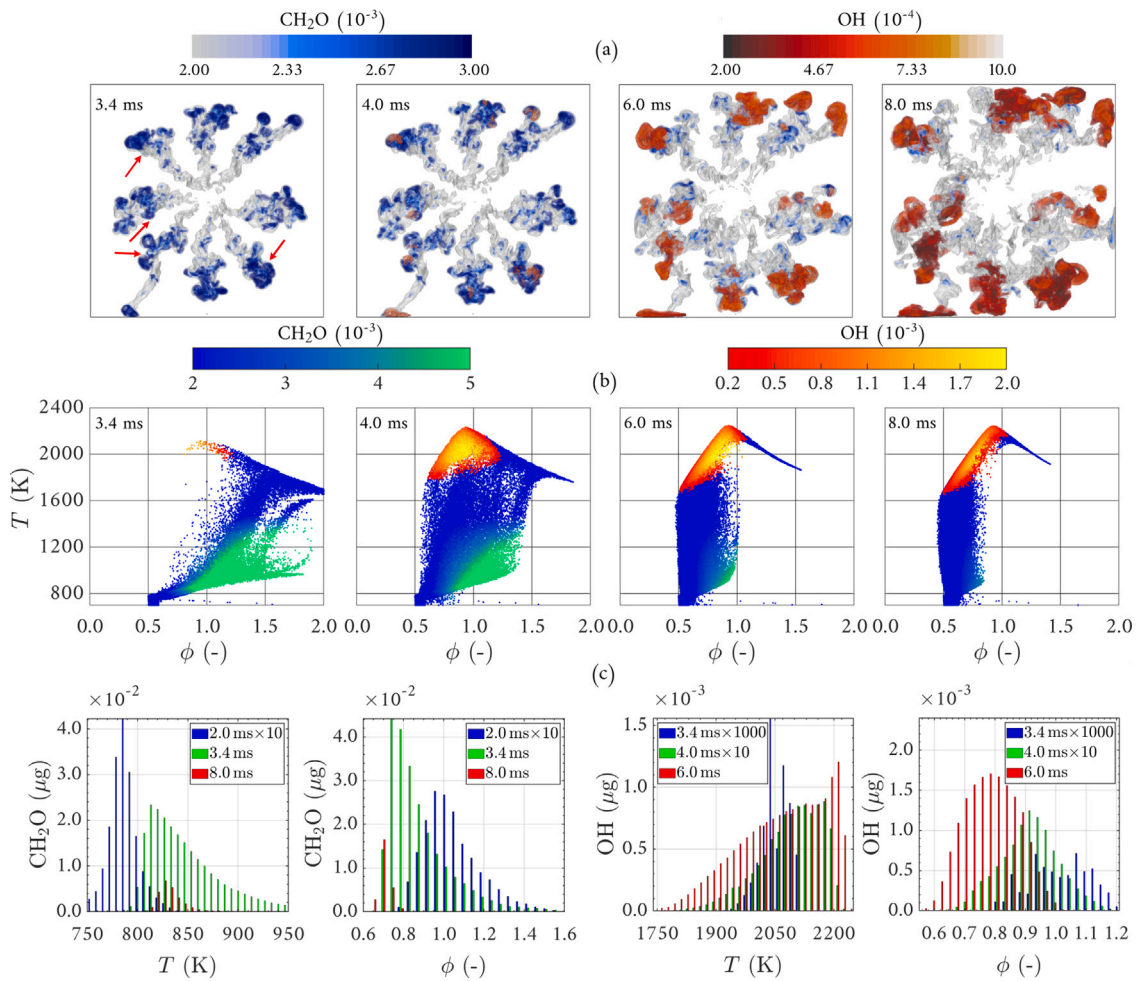 CH₂O (10⁻³)
OH (10⁻⁴)
(a)
2.00 2.33 2.67 3.00
2.00 4.67 7.33 10.0
3.4 ms
4.0 ms
6.0 ms
8.0 ms
CH₂O (10⁻³)
OH (10⁻³)
2 3 4 5
(b)
0.2 0.5 0.8 1.1 1.4 1.7 2.0
2400
2000
1600
1200
800
T (K)
3.4 ms
4.0 ms
6.0 ms
8.0 ms
0.0 0.5 1.0 1.5 2.0
0.0 0.5 1.0 1.5 2.0
0.0 0.5 1.0 1.5 2.0
0.0 0.5 1.0 1.5 2.0
ϕ (-)
ϕ (-)
ϕ (-)
ϕ (-)
(c)
×10⁻²
4.0
3.0
2.0
1.0
0.0
CH₂O (μg)
2.0 ms×10
3.4 ms
8.0 ms
750 800 850 900 950
T (K)
×10⁻²
4.0
3.0
2.0
1.0
0.0
CH₂O (μg)
2.0 ms×10
3.4 ms
8.0 ms
0.6 0.8 1.0 1.2 1.4 1.6
ϕ (-)
×10⁻³
1.5
1.0
0.5
0.0
OH (μg)
3.4 ms×1000
4.0 ms×10
6.0 ms
1750 1900 2050 2200
T (K)
×10⁻³
2.0
1.5
1.0
0.5
0.0
OH (μg)
3.4 ms×1000
4.0 ms×10
6.0 ms
0.6 0.7 0.8 0.9 1.0 1.1 1.2
ϕ (-)